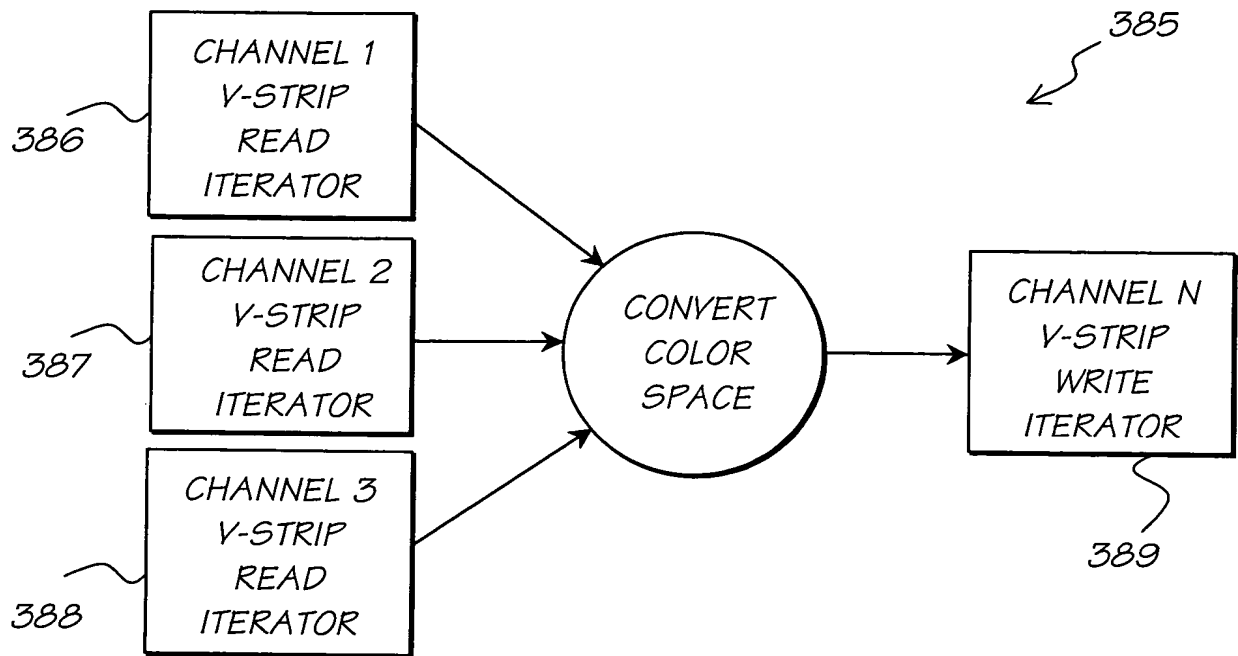 385
CHANNEL 1
V-STRIP
READ
ITERATOR
386
CHANNEL 2
V-STRIP
READ
ITERATOR
387
CHANNEL 3
V-STRIP
READ
ITERATOR
388
CONVERT
COLOR
SPACE
CHANNEL N
V-STRIP
WRITE
ITERATOR
389